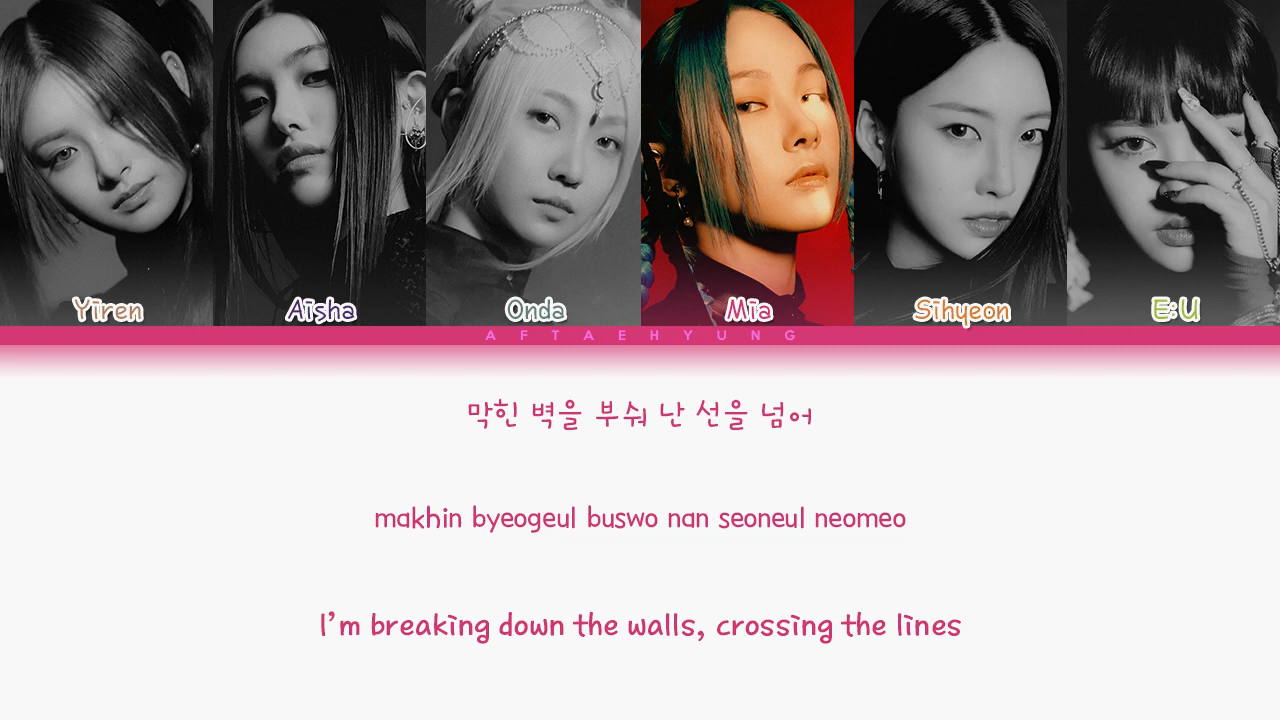 Yiren Aisha Onda Mia Sihyeon E:U
AFTAEHYUNG
막힌 벽을 부숴 난 선을 넘어
makhin byeogeul buswo nan seoneul neomeo
I'm breaking down the walls, crossing the lines